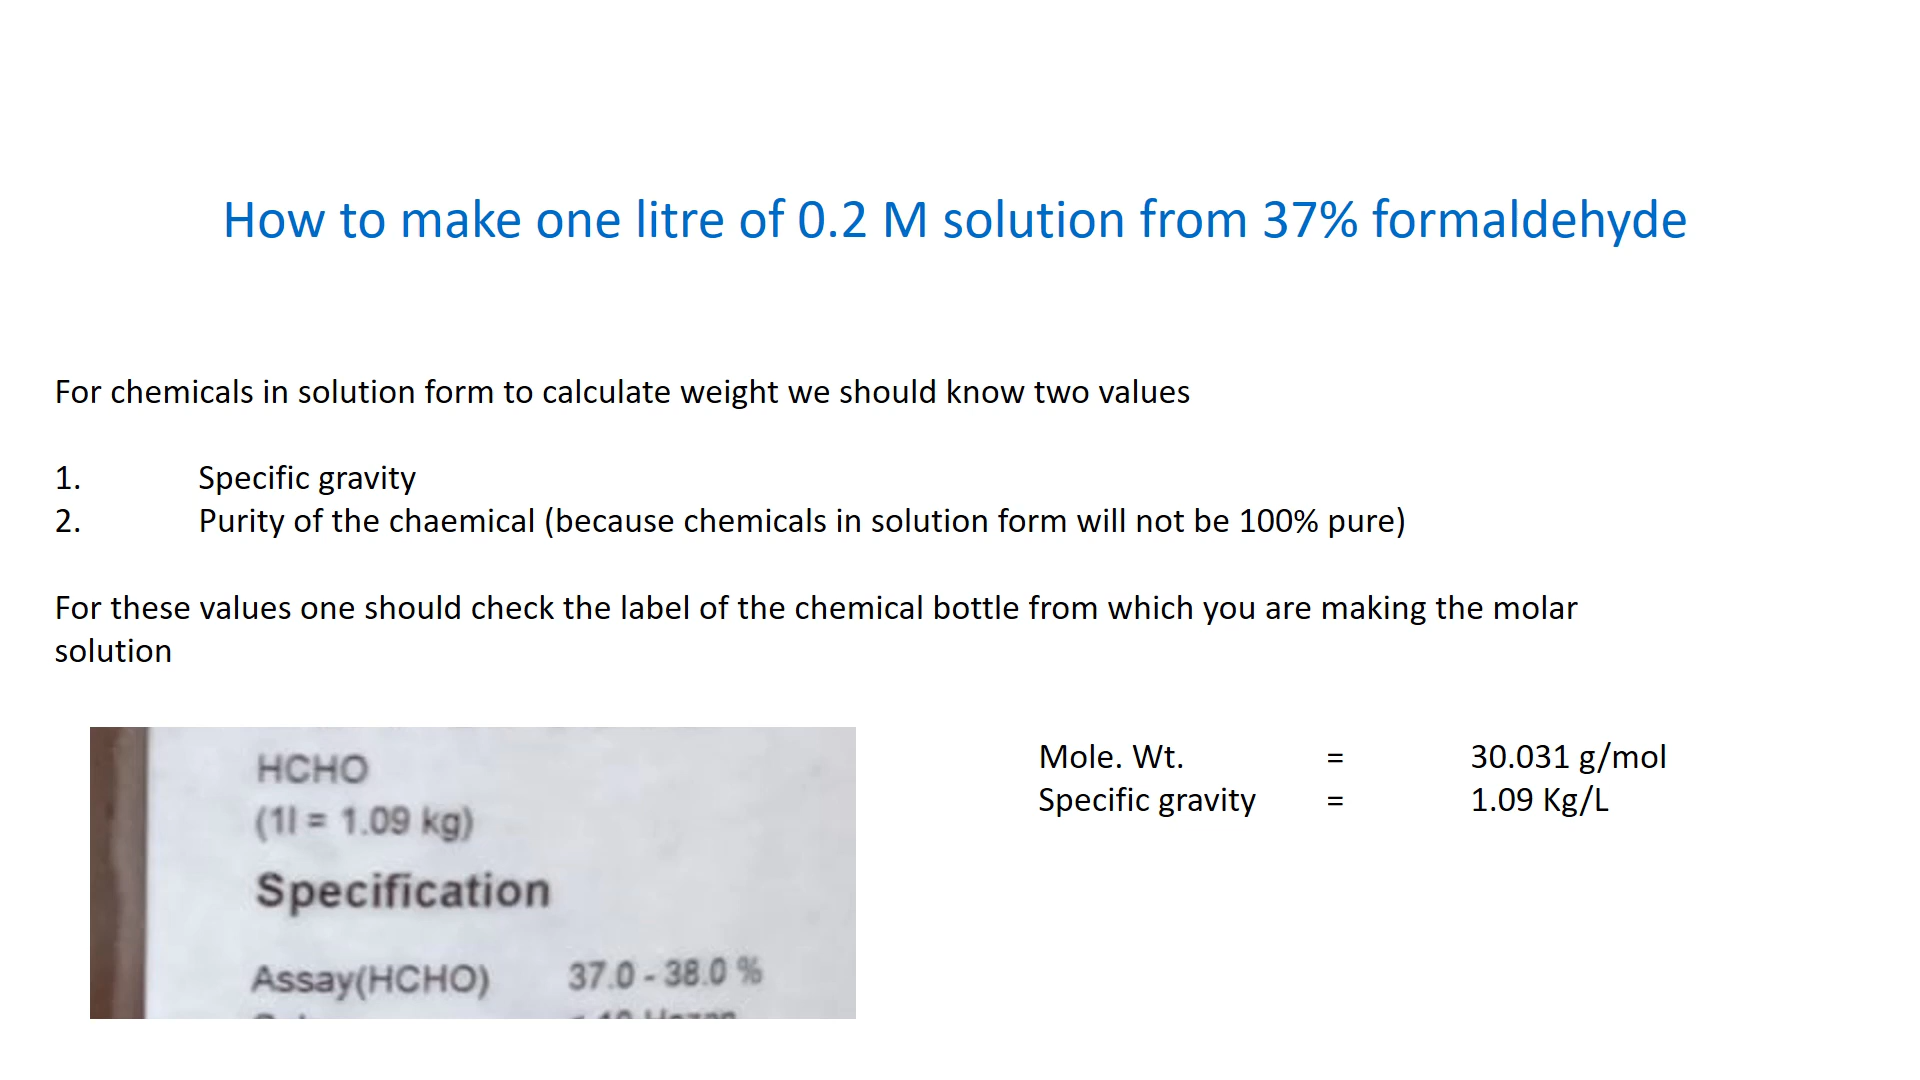 How to make one litre of 0.2 M solution from 37% formaldehyde
For chemicals in solution form to calculate weight we should know two values
1. Specific gravity
2. Purity of the chaemical (because chemicals in solution form will not be 100% pure)
For these values one should check the label of the chemical bottle from which you are making the molar
solution
HCHO
(1l = 1.09 kg)
Specification
Assay(HCHO) 37.0 - 38.0 %
Mole. Wt. = 30.031 g/mol
Specific gravity = 1.09 Kg/L